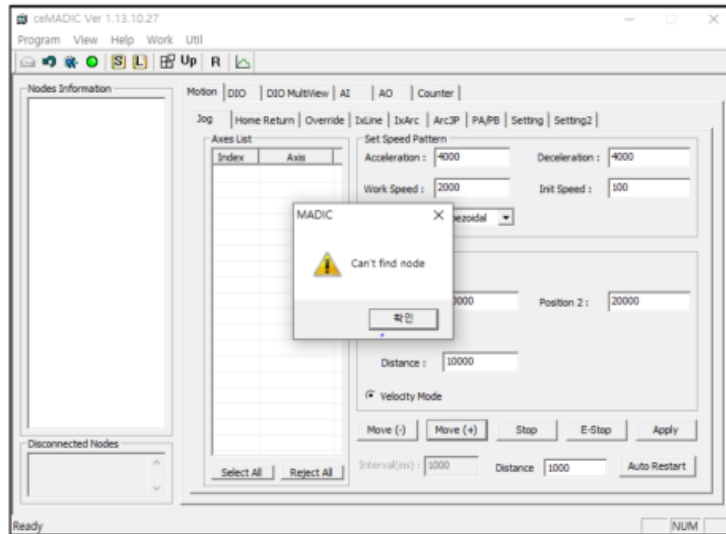 ceMADIC Ver 1.13.10.27
Program View Help Work Util
S L Up R
Nodes Information
Motion DIO DIO MultiView AI AO Counter
Jog Home Return Override IxLine IxArc Arc3P PA/PB Setting Setting2
Axes List
Index Axis
Set Speed Pattern
Acceleration : 4000 Deceleration : 4000
Work Speed : 2000 Init Speed : 100
pezoidal
MADIC
Can't find node
확인
0000 Position 2 : 20000
Distance : 10000
Velocity Mode
Move (-) Move (+) Stop E-Stop Apply
Disconnected Nodes
Select All Reject All Interval(ms) : 1000 Distance 1000 Auto Restart
Ready NUM